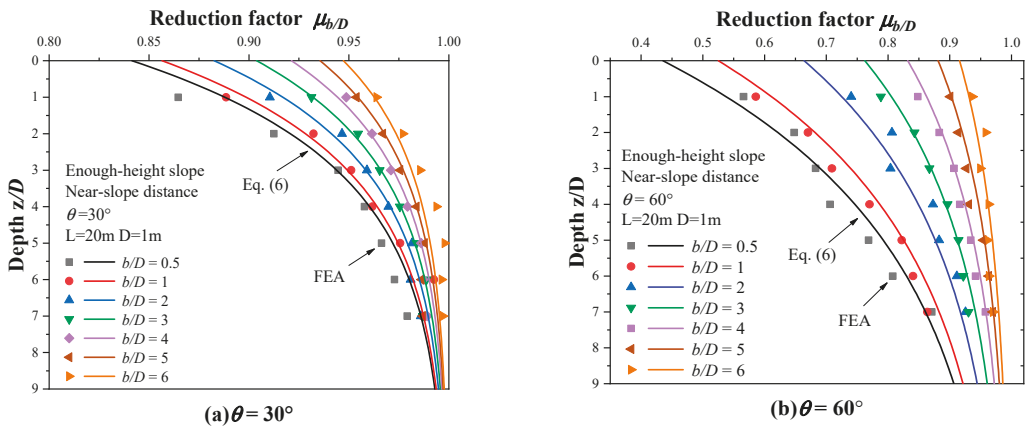 Reduction factor μb/D
0.80 0.85 0.90 0.95 1.00
0
1
2
3
4
5
6
7
8
9
Depth z/D
Enough-height slope
Near-slope distance
θ=30°
L=20m D=1m
b/D = 0.5
b/D = 1
b/D = 2
b/D = 3
b/D = 4
b/D = 5
b/D = 6
Eq. (6)
FEA
(a)θ = 30°
Reduction factor μb/D
0.4 0.5 0.6 0.7 0.8 0.9 1.0
0
1
2
3
4
5
6
7
8
9
Depth z/D
Enough-height slope
Near-slope distance
θ = 60°
L=20m D=1m
b/D = 0.5
b/D = 1
b/D = 2
b/D = 3
b/D = 4
b/D = 5
b/D = 6
Eq. (6)
FEA
(b)θ = 60°